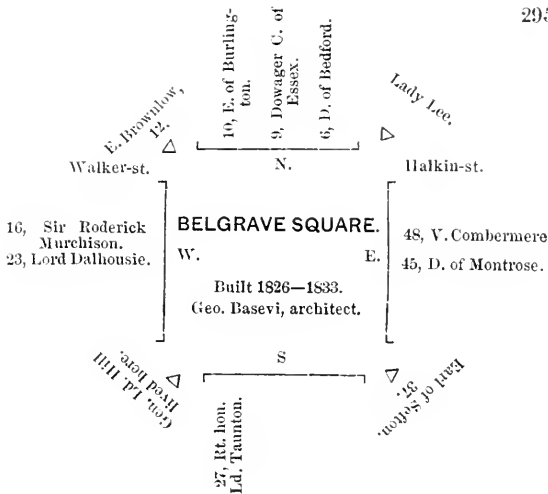 295
10, E. of Burling-
ton.
9, Dowager C. of
Essex.
6, D. of Bedford.
E. Brownlow,
12.
Lady Lee.
Walker-st.
N.
Halkin-st.
16, Sir Roderick
Murchison.
23, Lord Dalhousie.
BELGRAVE SQUARE.
W.
E.
48, V. Combermere
45, D. of Montrose.
Built 1826—1833.
Geo. Basevi, architect.
S
Gen. Ld. Hill
lived here.
Earl of Sefton.
37.
27, Rt. hon.
Ld. Taunton.